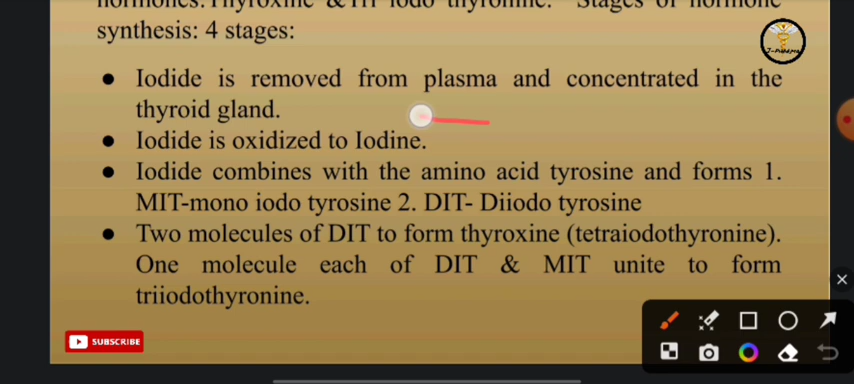 synthesis: 4 stages:
● Iodide is removed from plasma and concentrated in the
thyroid gland.
● Iodide is oxidized to Iodine.
● Iodide combines with the amino acid tyrosine and forms 1.
MIT-mono iodo tyrosine 2. DIT- Diiodo tyrosine
● Two molecules of DIT to form thyroxine (tetraiodothyronine).
One molecule each of DIT & MIT unite to form
triiodothyronine.
SUBSCRIBE